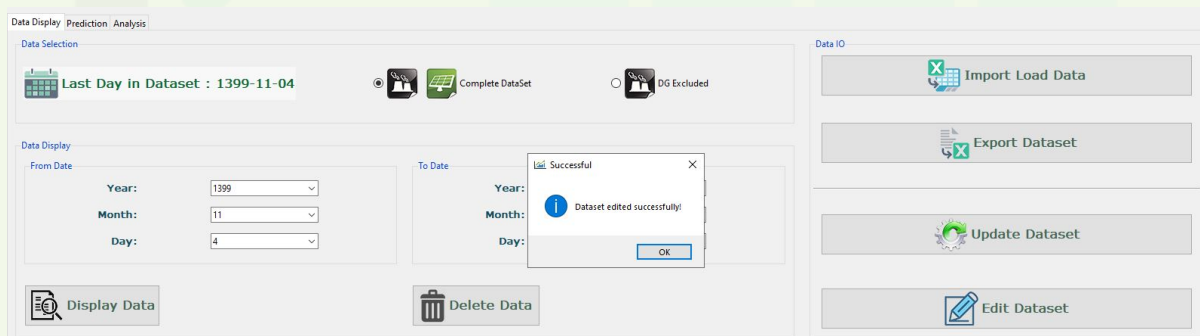 Data Display Prediction Analysis
Data Selection
Last Day in Dataset : 1399-11-04
Complete DataSet
DG Excluded
Data Display
From Date
Year: 1399
Month: 11
Day: 4
To Date
Year:
Month:
Day:
Successful
Dataset edited successfully!
OK
Display Data
Delete Data
Data IO
Import Load Data
Export Dataset
Update Dataset
Edit Dataset